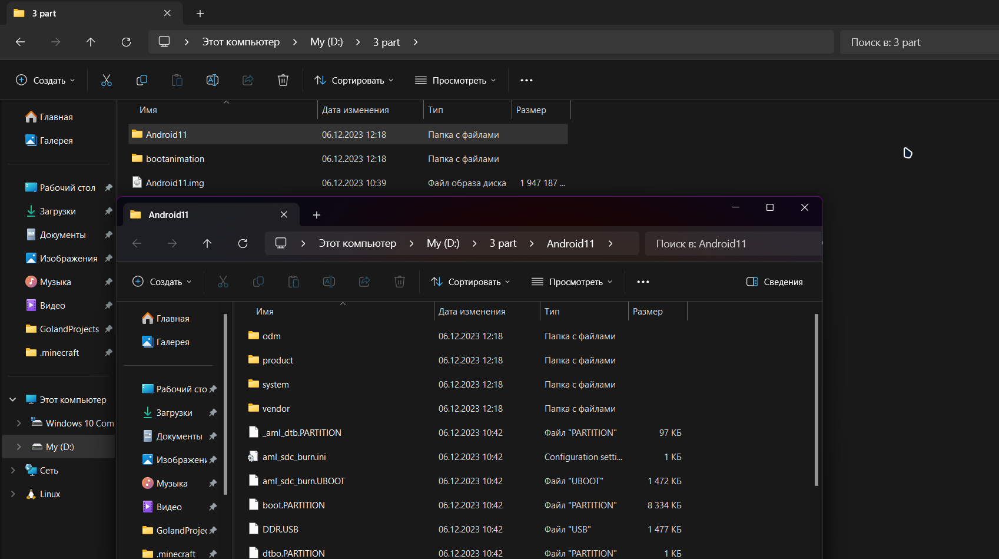 3 part
Этот компьютер My (D:) 3 part
Поиск в: 3 part
Создать
Сортировать
Просмотреть
Главная
Галерея
Рабочий стол
Загрузки
Документы
Изображения
Музыка
Видео
GolandProjects
.minecraft
Этот компьютер
Windows 10 Com
My (D:)
Сеть
Linux
Имя Дата изменения Тип Размер
Android11 06.12.2023 12:18 Папка с файлами
bootanimation 06.12.2023 12:18 Папка с файлами
Android11.img 06.12.2023 10:39 Файл образа диска 1 947 187 ...
Android11
Этот компьютер My (D:) 3 part Android11
Поиск в: Android11
Создать
Сортировать
Просмотреть
Сведения
Главная
Галерея
Рабочий сто
Загрузки
Документы
Изображени
Музыка
Видео
GolandProjec
.minecraft
Имя Дата изменения Тип Размер
odm 06.12.2023 12:18 Папка с файлами
product 06.12.2023 12:18 Папка с файлами
system 06.12.2023 12:18 Папка с файлами
vendor 06.12.2023 12:18 Папка с файлами
_aml_dtb.PARTITION 06.12.2023 10:42 Файл "PARTITION" 97 КБ
aml_sdc_burn.ini 06.12.2023 10:42 Configuration setti... 1 КБ
aml_sdc_burn.UBOOT 06.12.2023 10:42 Файл "UBOOT" 1 472 КБ
boot.PARTITION 06.12.2023 10:42 Файл "PARTITION" 8 334 КБ
DDR.USB 06.12.2023 10:42 Файл "USB" 1 477 КБ
dtbo.PARTITION 06.12.2023 10:42 Файл "PARTITION" 1 КБ